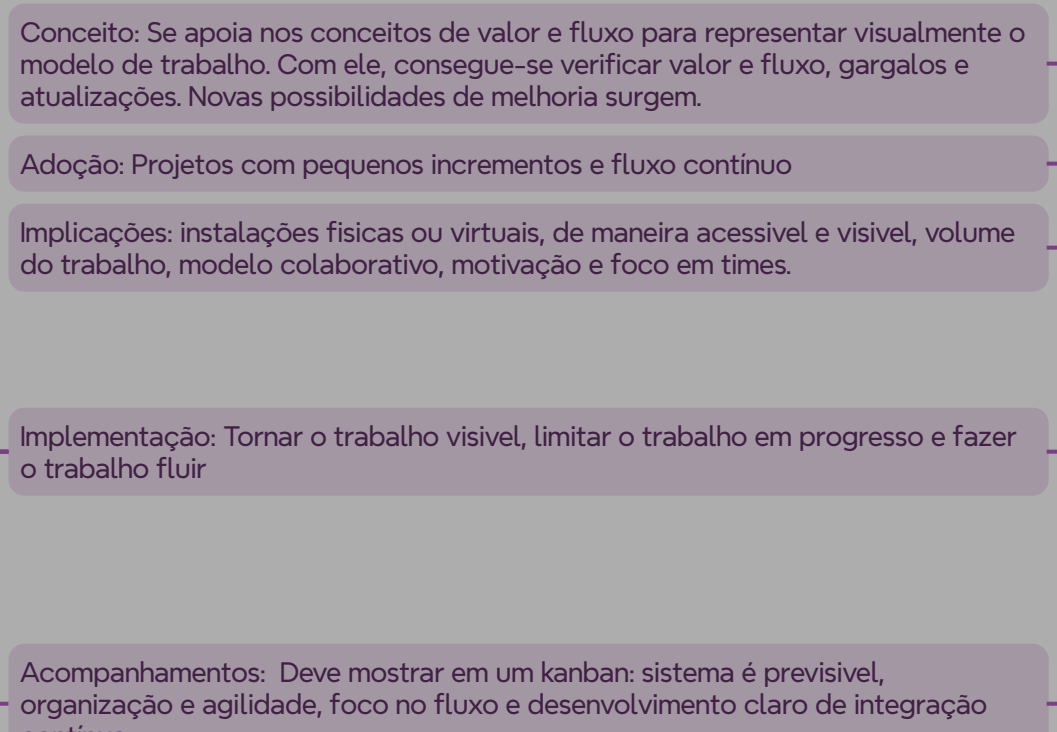 Conceito: Se apoia nos conceitos de valor e fluxo para representar visualmente o
modelo de trabalho. Com ele, consegue-se verificar valor e fluxo, gargalos e
atualizações. Novas possibilidades de melhoria surgem.
Adoção: Projetos com pequenos incrementos e fluxo contínuo
Implicações: instalações fisicas ou virtuais, de maneira acessivel e visivel, volume
do trabalho, modelo colaborativo, motivação e foco em times.
Implementação: Tornar o trabalho visivel, limitar o trabalho em progresso e fazer
o trabalho fluir
Acompanhamentos: Deve mostrar em um kanban: sistema é previsivel,
organização e agilidade, foco no fluxo e desenvolvimento claro de integração